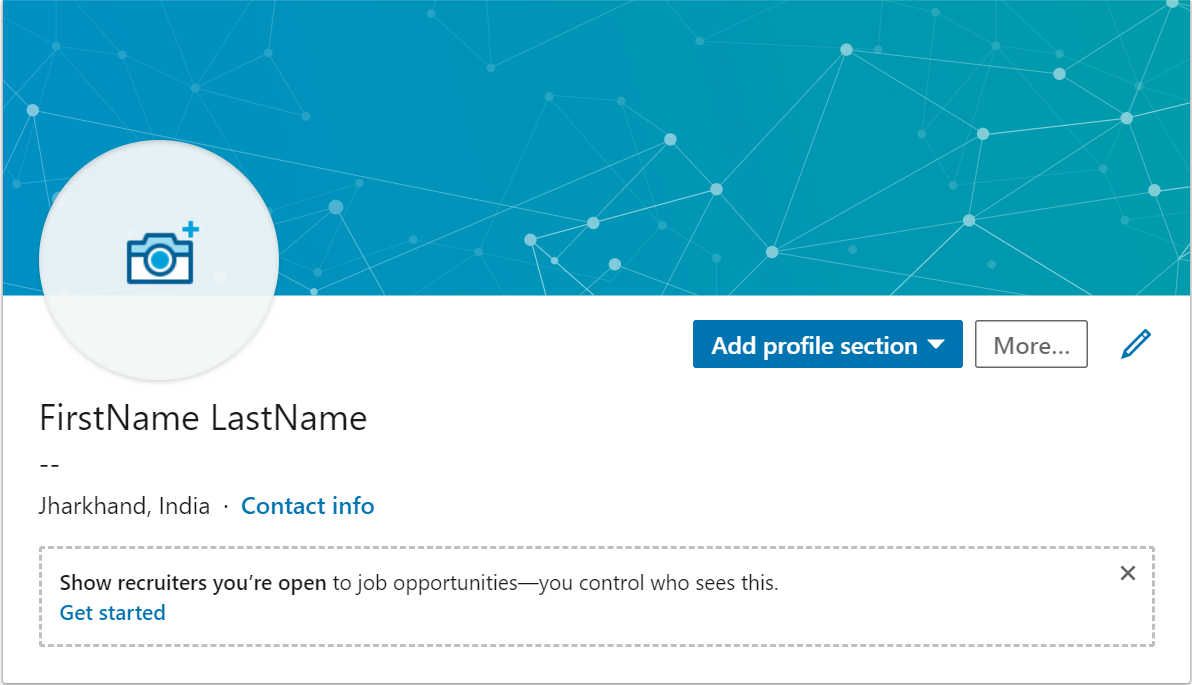 Add profile section
More...
FirstName LastName
--
Jharkhand, India · Contact info
Show recruiters you’re open to job opportunities—you control who sees this.
Get started